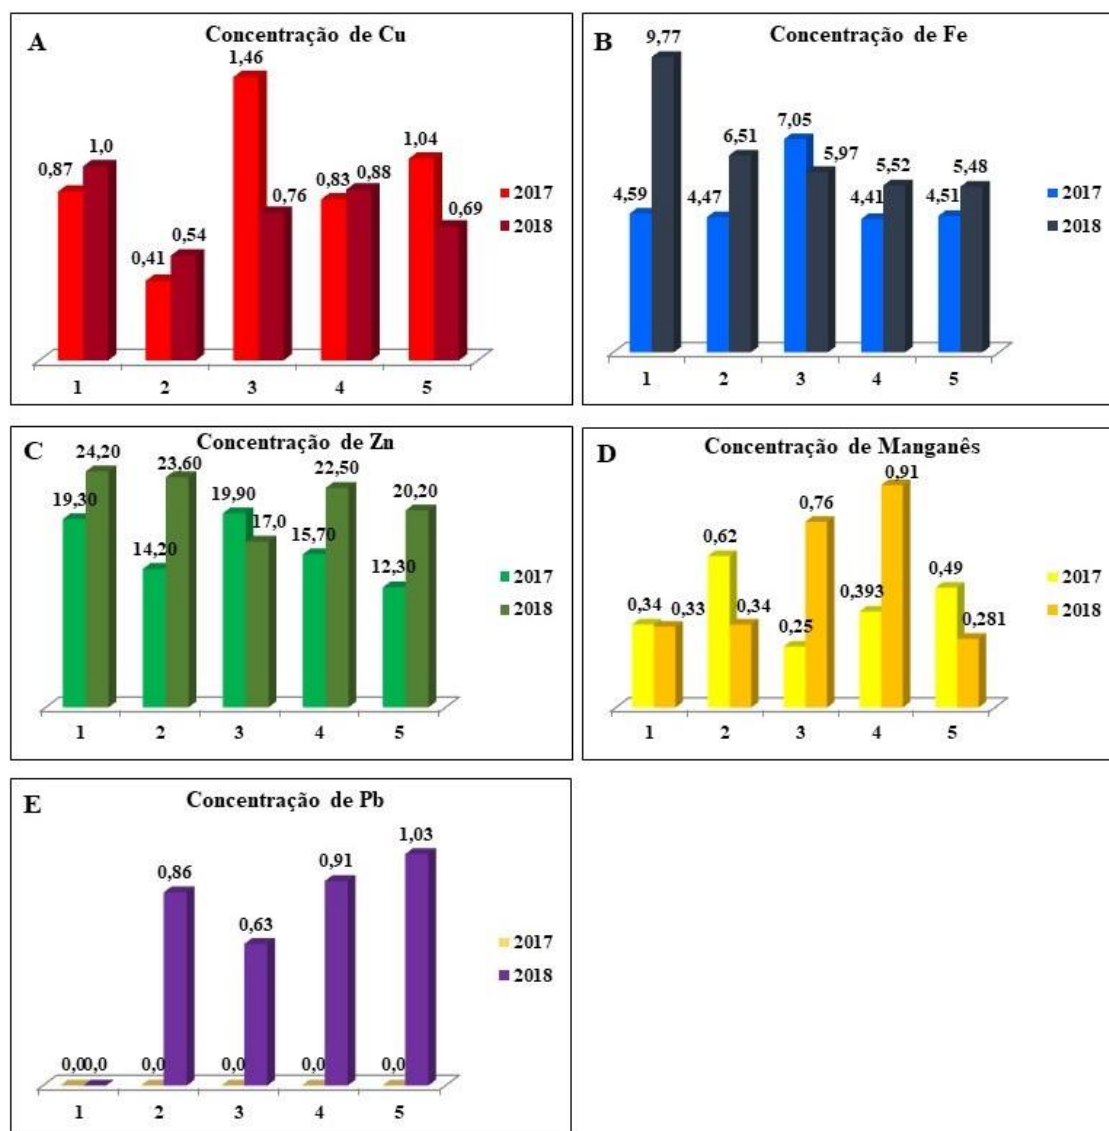 A
Concentração de Cu
0,87 1,0 0,41 0,54 1,46 0,76 0,83 0,88 1,04 0,69
2017
2018
1 2 3 4 5
B
Concentração de Fe
4,59 9,77 4,47 6,51 7,05 5,97 4,41 5,52 4,51 5,48
2017
2018
1 2 3 4 5
C
Concentração de Zn
19,30 24,20 14,20 23,60 19,90 17,0 15,70 22,50 12,30 20,20
2017
2018
1 2 3 4 5
D
Concentração de Manganês
0,34 0,33 0,62 0,34 0,25 0,76 0,393 0,91 0,49 0,281
2017
2018
1 2 3 4 5
E
Concentração de Pb
0,0 0,0 0,0 0,86 0,0 0,63 0,0 0,91 0,0 1,03
2017
2018
1 2 3 4 5